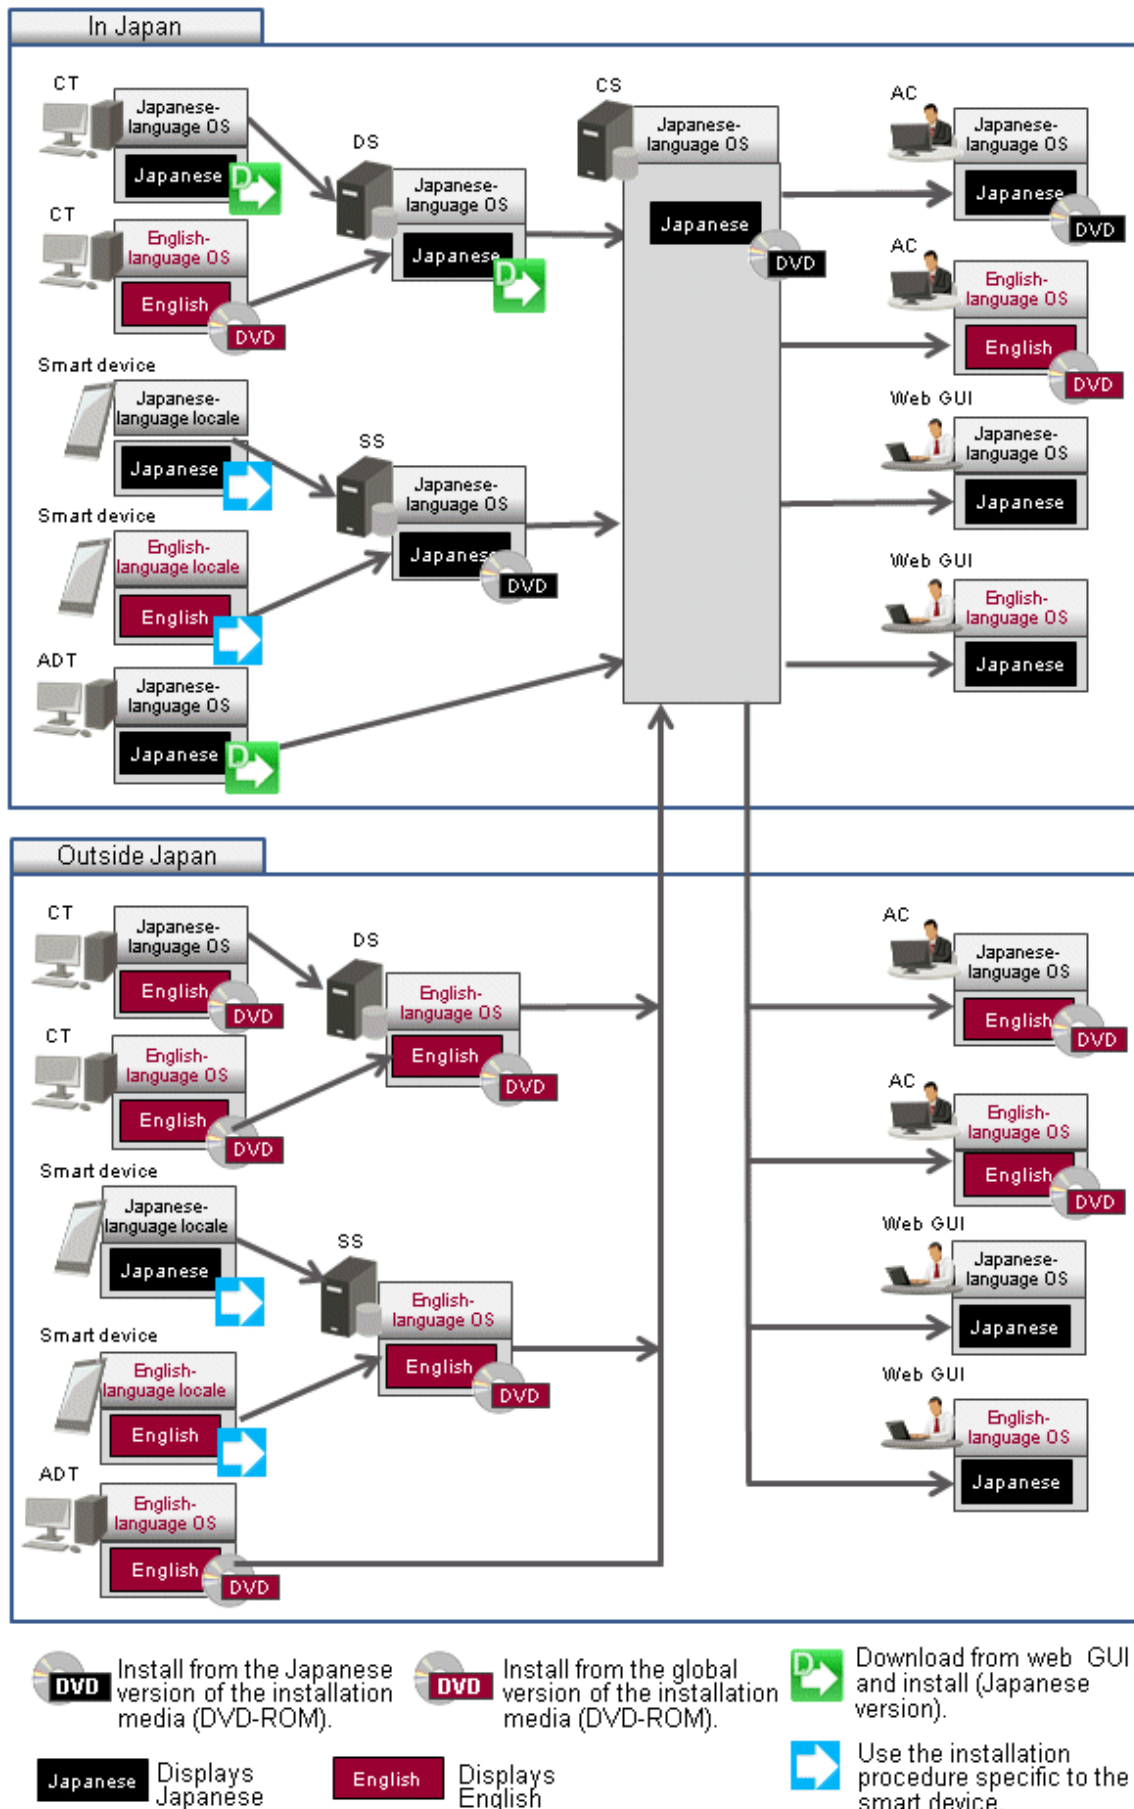 In Japan
CT
Japanese-
language OS
Japanese
D
CT
English-
language OS
English
DVD
DS
Japanese-
language OS
Japanese
D
Smart device
Japanese-
language locale
Japanese
Smart device
English-
language locale
English
SS
Japanese-
language OS
Japanese
DVD
ADT
Japanese-
language OS
Japanese
D
CS
Japanese-
language OS
Japanese
DVD
AC
Japanese-
language OS
Japanese
DVD
AC
English-
language OS
English
DVD
Web GUI
Japanese-
language OS
Japanese
Web GUI
English-
language OS
Japanese
Outside Japan
CT
Japanese-
language OS
English
DVD
CT
English-
language OS
English
DVD
DS
English-
language OS
English
DVD
Smart device
Japanese-
language locale
Japanese
Smart device
English-
language locale
English
SS
English-
language OS
English
DVD
ADT
English-
language OS
English
DVD
AC
Japanese-
language OS
English
DVD
AC
English-
language OS
English
DVD
Web GUI
Japanese-
language OS
Japanese
Web GUI
English-
language OS
Japanese
DVD
Install from the Japanese
version of the installation
media (DVD-ROM).
DVD
Install from the global
version of the installation
media (DVD-ROM).
D
Download from web GUI
and install (Japanese
version).
Japanese
Displays
Japanese
English
Displays
English
Use the installation
procedure specific to the
smart device